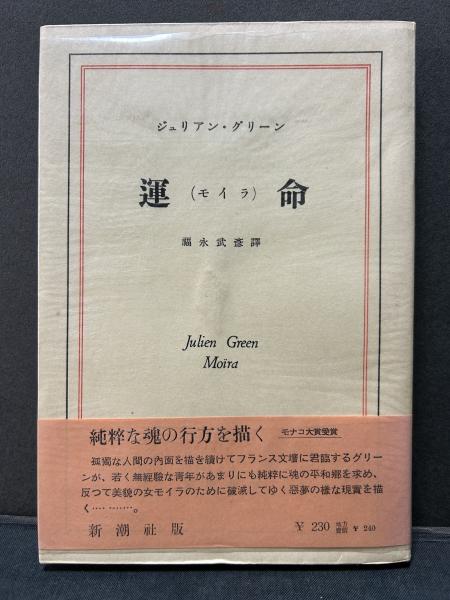 ジュリアン・グリーン
運（モイラ）命
福永武彦譯
Julien Green
Moïra
純粋な魂の行方を描く モナコ大賞受賞
孤獨な人間の内面を描き續けてフランス文壇に君臨するグリー
ンが、若く無經驗な青年があまりにも純粋に魂の平和郷を求め、
反つて美貌の女モイラのために破滅してゆく惡夢の樣な現實を描
く‥‥‥‥‥。
新潮社版 ￥ 230 地方賣價 ￥ 240